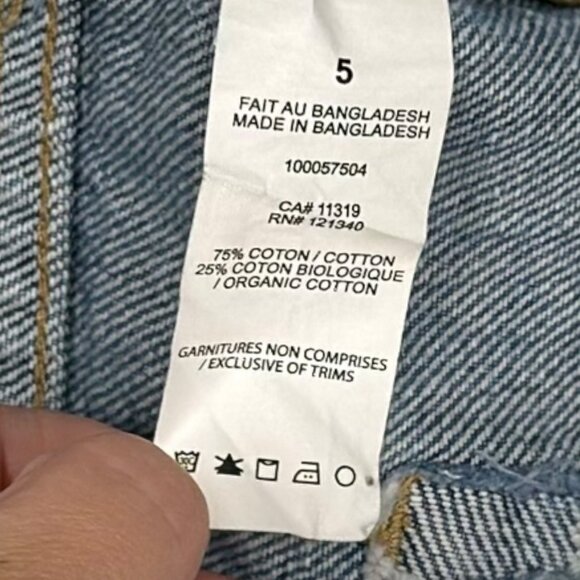 5
FAIT AU BANGLADESH
MADE IN BANGLADESH
100057504
CA# 11319
RN# 121340
75% COTON / COTTON
25% COTON BIOLOGIQUE
/ ORGANIC COTTON
GARNITURES NON COMPRISES
/ EXCLUSIVE OF TRIMS